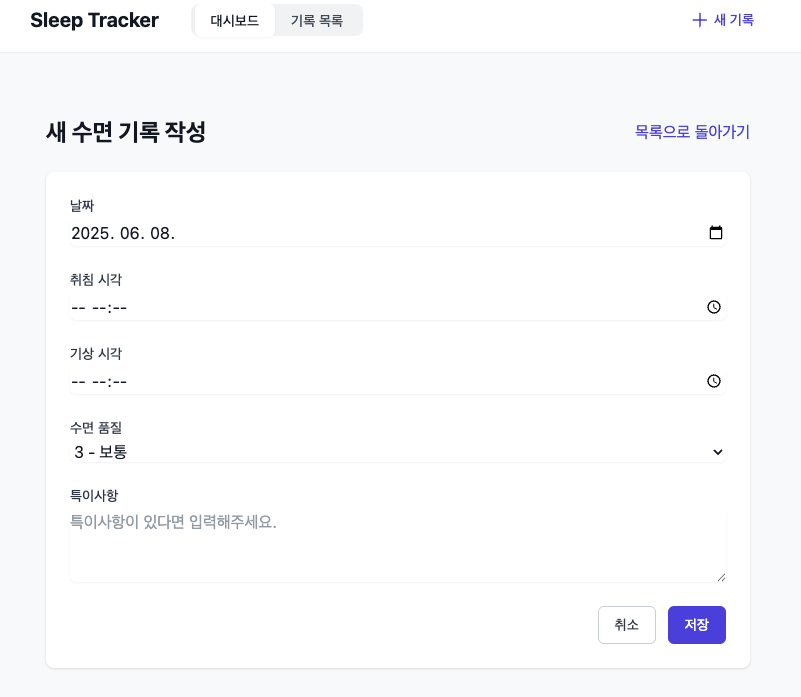 Sleep Tracker 대시보드 기록 목록 + 새 기록
새 수면 기록 작성 목록으로 돌아가기
날짜
2025. 06. 08.
취침 시각
-- --:--
기상 시각
-- --:--
수면 품질
3 - 보통
특이사항
특이사항이 있다면 입력해주세요.
취소 저장